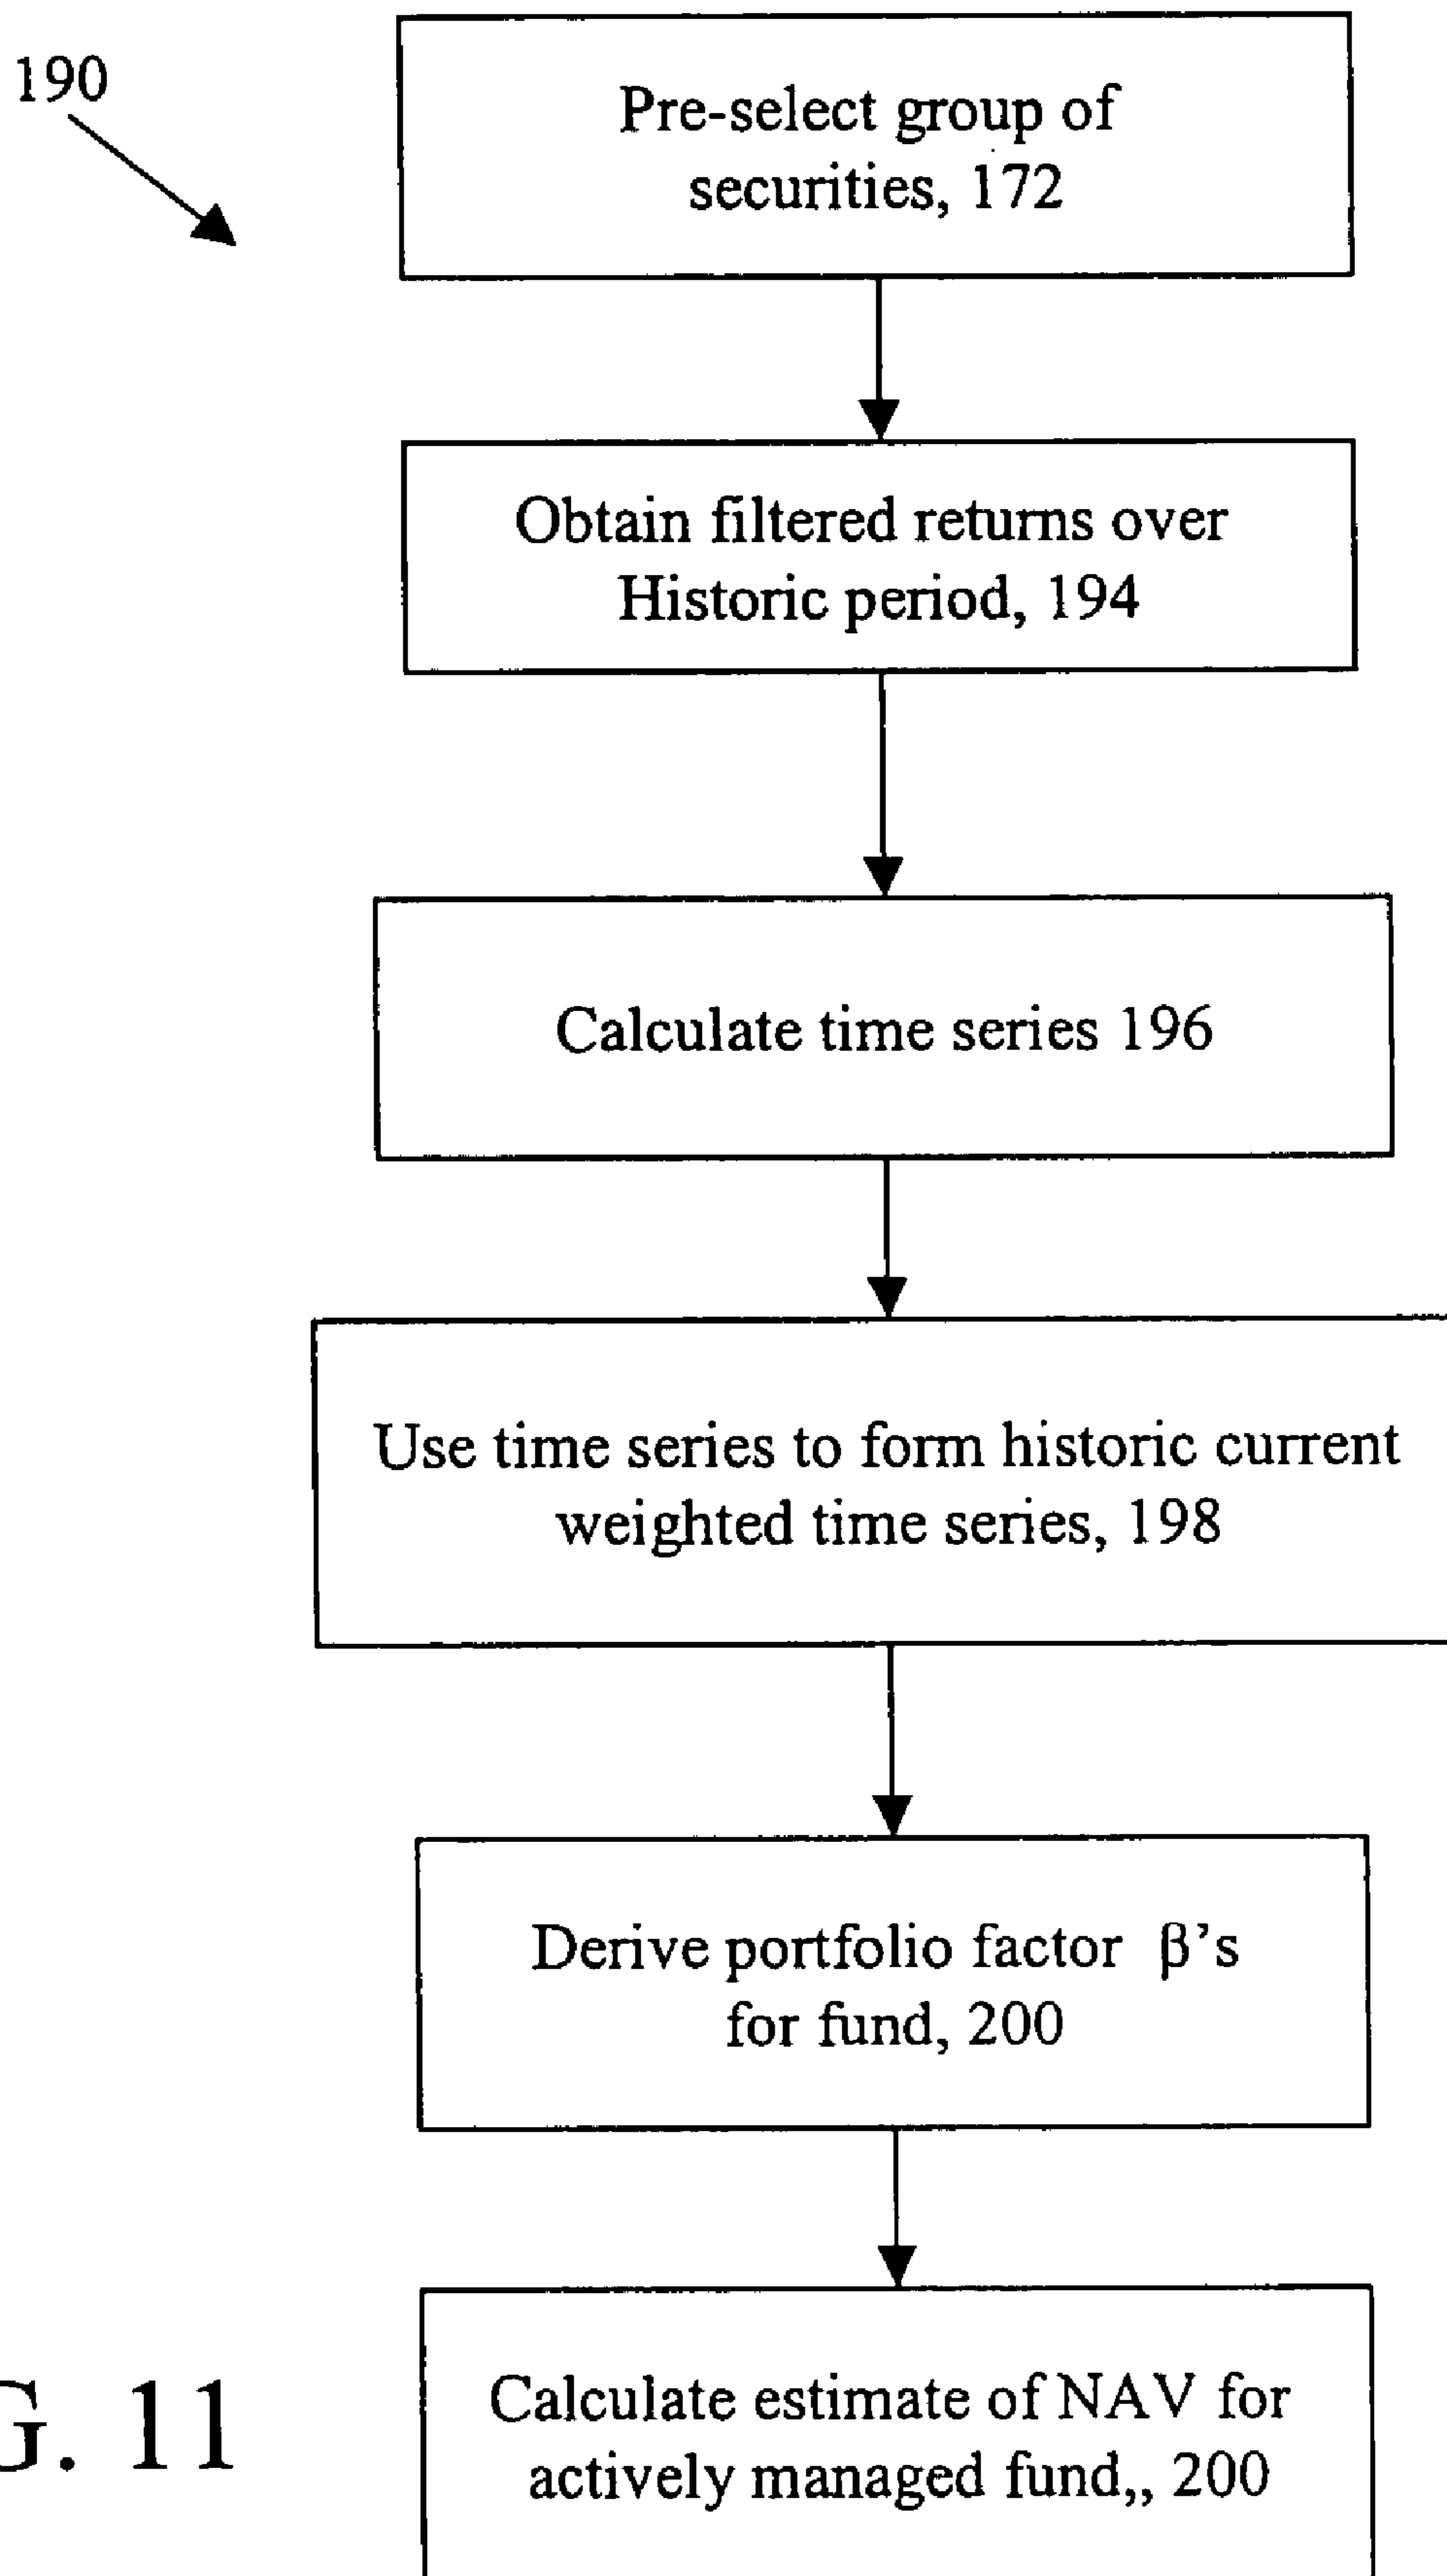 190
Pre-select group of
securities, 172
Obtain filtered returns over
Historic period, 194
Calculate time series 196
Use time series to form historic current
weighted time series, 198
Derive portfolio factor β's
for fund, 200
Calculate estimate of NAV for
actively managed fund,, 200
G. 11